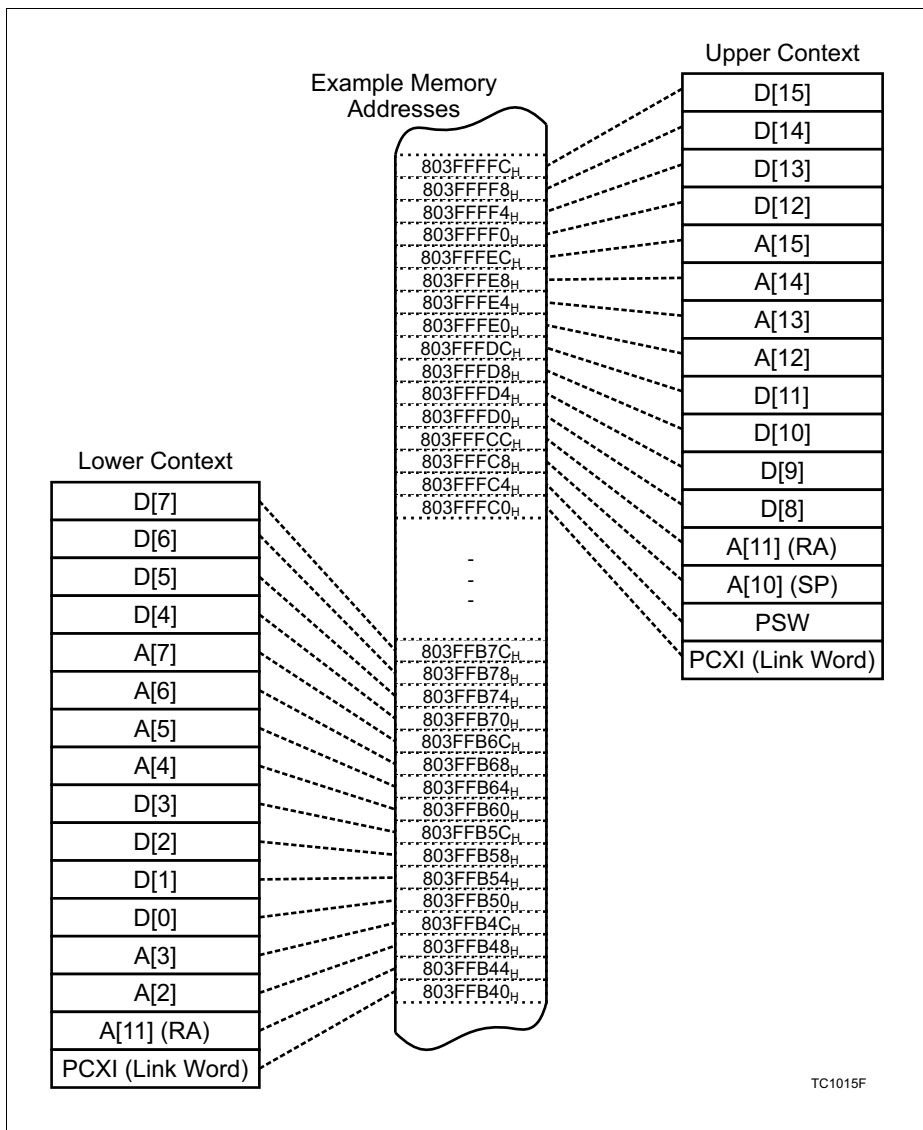 Upper Context
Example Memory
Addresses
D[15]
D[14]
D[13]
D[12]
A[15]
A[14]
A[13]
A[12]
D[11]
D[10]
D[9]
D[8]
A[11] (RA)
A[10] (SP)
PSW
PCXI (Link Word)
803FFFFCH
803FFFF8H
803FFFF4H
803FFFF0H
803FFFECH
803FFFE8H
803FFFE4H
803FFFE0H
803FFFDCH
803FFFD8H
803FFFD4H
803FFFD0H
803FFFCCH
803FFFC8H
803FFFC4H
803FFFC0H
-
-
-
803FFB7CH
803FFB78H
803FFB74H
803FFB70H
803FFB6CH
803FFB68H
803FFB64H
803FFB60H
803FFB5CH
803FFB58H
803FFB54H
803FFB50H
803FFB4CH
803FFB48H
803FFB44H
803FFB40H
Lower Context
D[7]
D[6]
D[5]
D[4]
A[7]
A[6]
A[5]
A[4]
D[3]
D[2]
D[1]
D[0]
A[3]
A[2]
A[11] (RA)
PCXI (Link Word)
TC1015F